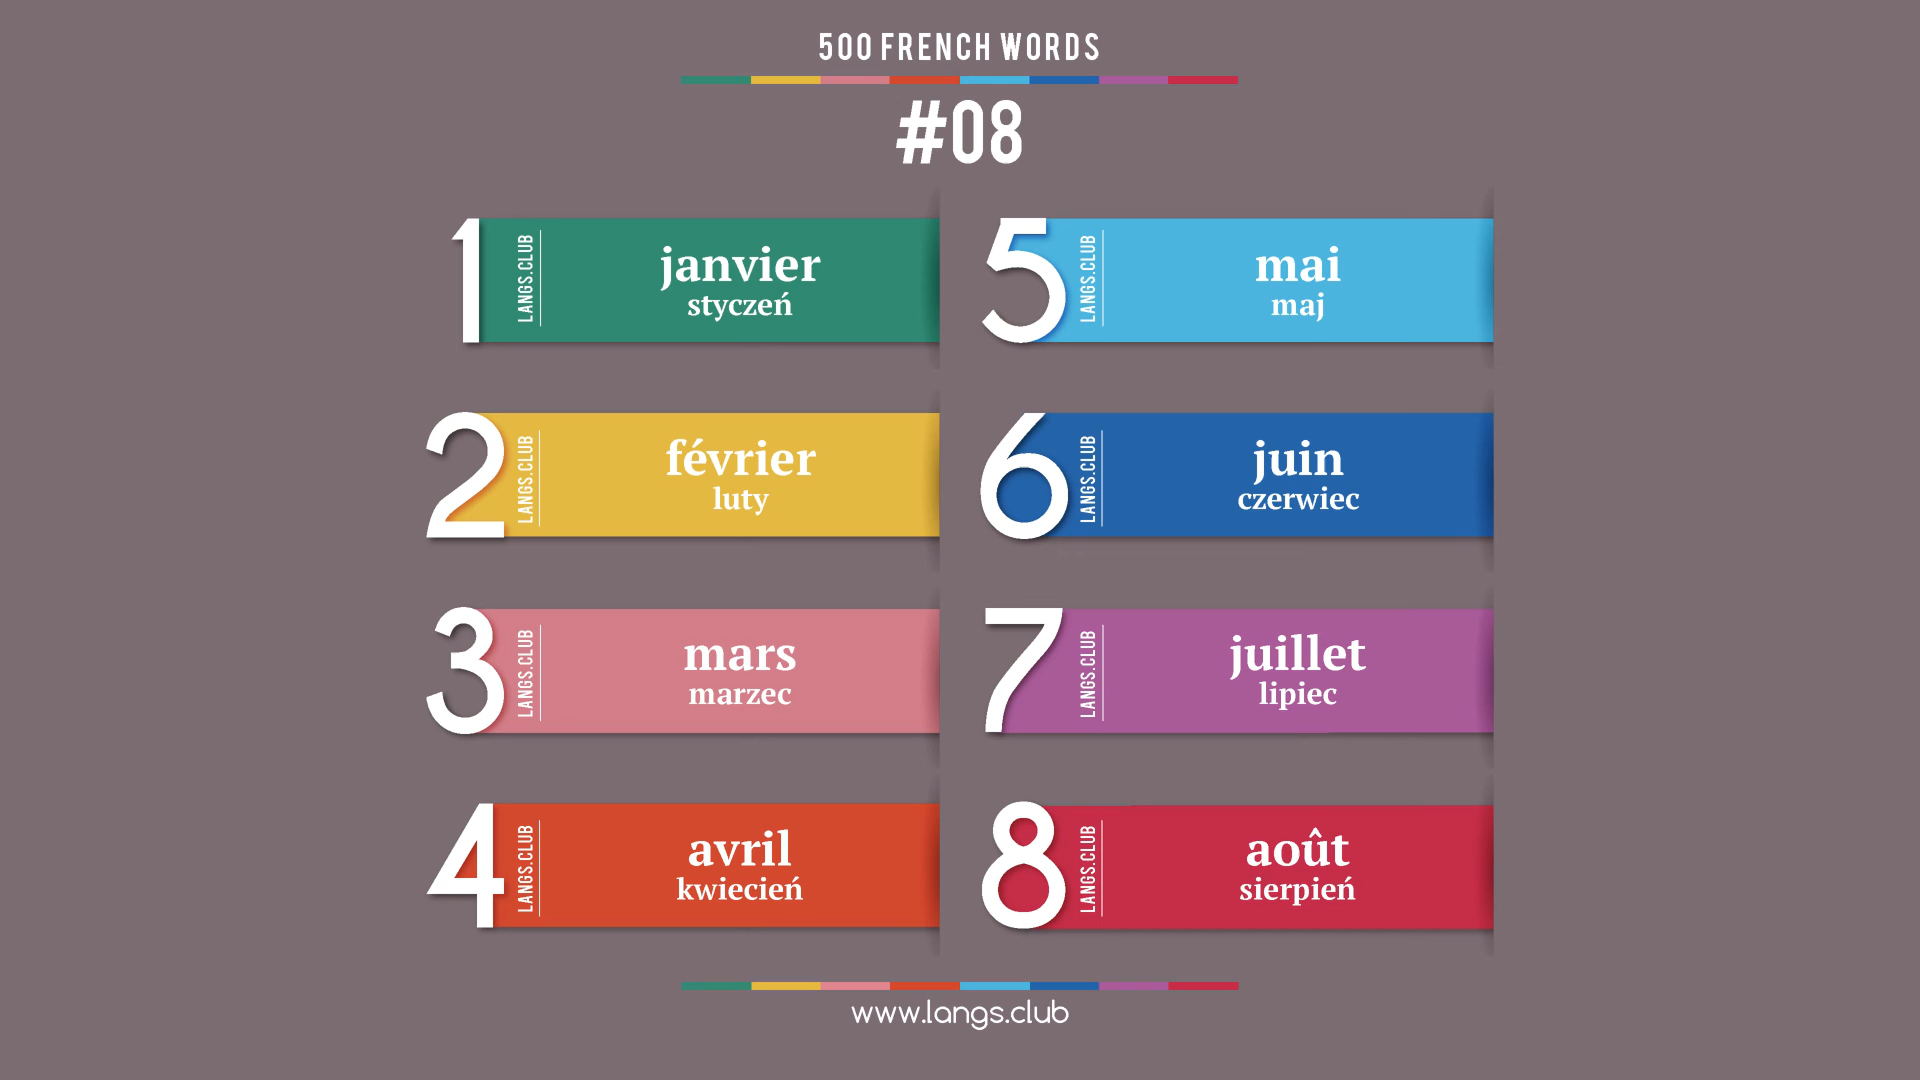 500 FRENCH WORDS
#08
1
LANGS.CLUB
janvier
styczeń
2
LANGS.CLUB
février
luty
3
LANGS.CLUB
mars
marzec
4
LANGS.CLUB
avril
kwiecień
5
LANGS.CLUB
mai
maj
6
LANGS.CLUB
juin
czerwiec
7
LANGS.CLUB
juillet
lipiec
8
LANGS.CLUB
août
sierpień
www.langs.club